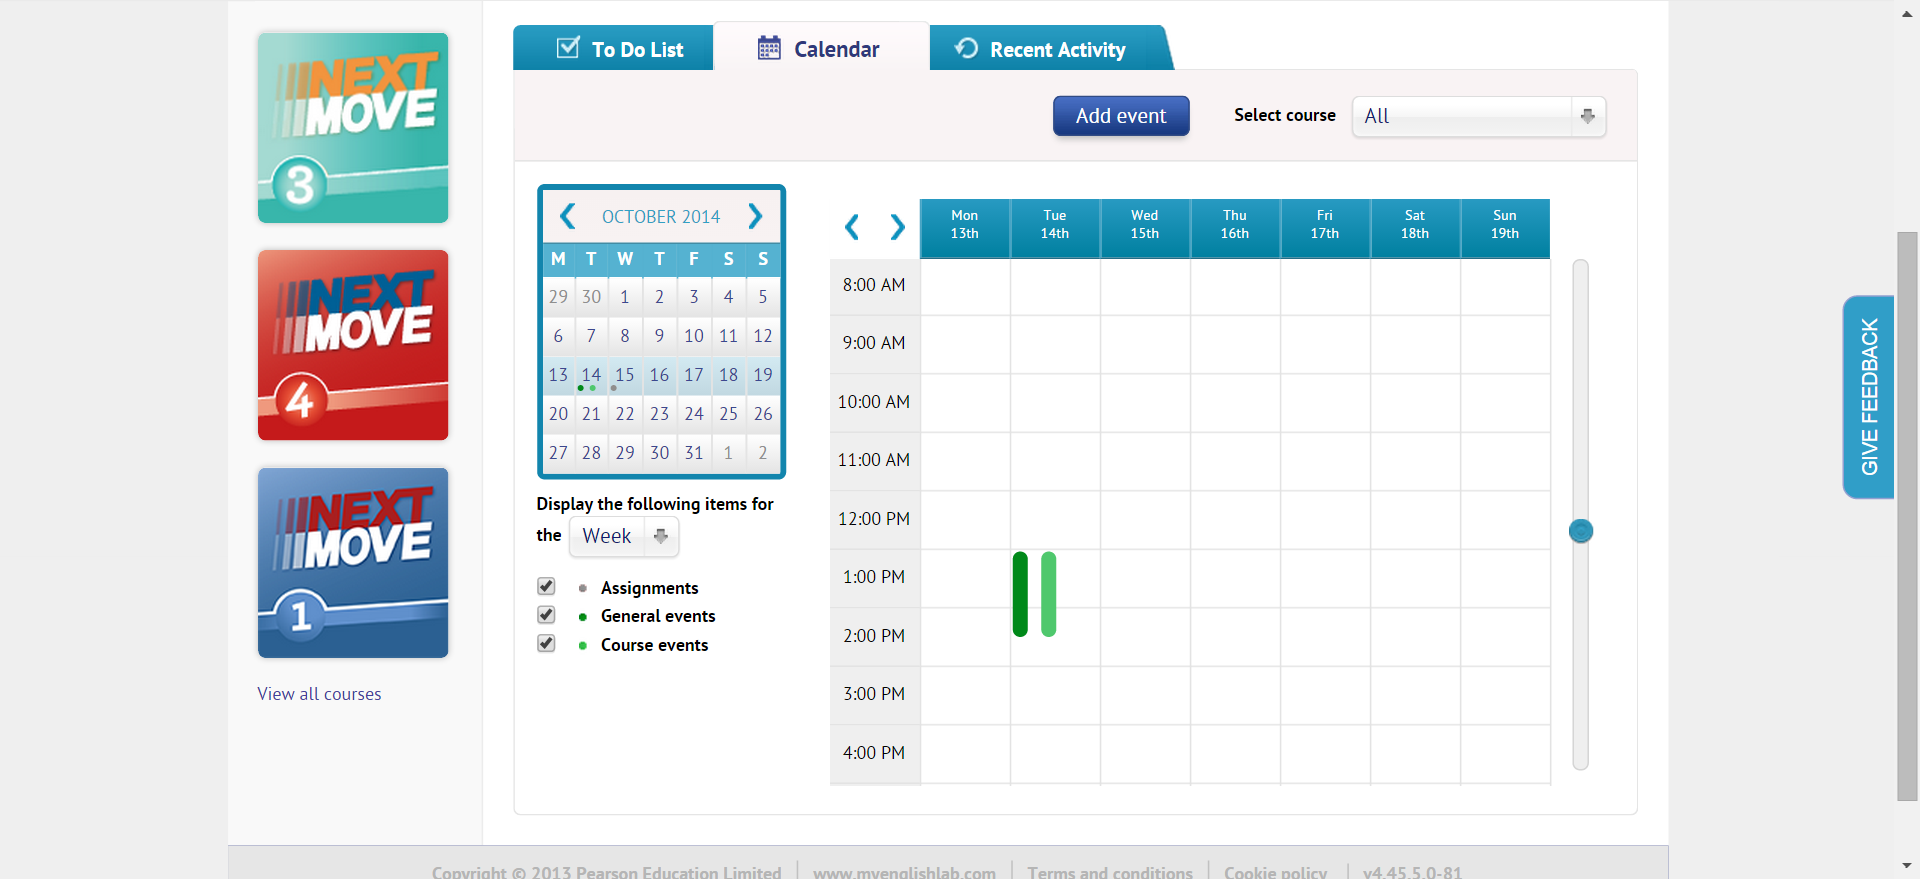 NEXT
MOVE
3
NEXT
MOVE
4
NEXT
MOVE
1
View all courses
To Do List
Calendar
Recent Activity
Add event
Select course
All
OCTOBER 2014
M T W T F S S
29 30 1 2 3 4 5
6 7 8 9 10 11 12
13 14 15 16 17 18 19
20 21 22 23 24 25 26
27 28 29 30 31 1 2
Display the following items for
the Week
Assignments
General events
Course events
Mon Tue Wed Thu Fri Sat Sun
13th 14th 15th 16th 17th 18th 19th
8:00 AM
9:00 AM
10:00 AM
11:00 AM
12:00 PM
1:00 PM
2:00 PM
3:00 PM
4:00 PM
GIVE FEEDBACK
Copyright © 2013 Pearson Education Limited www.myenglishlab.com Terms and conditions Cookie policy v4.45.5.0-81